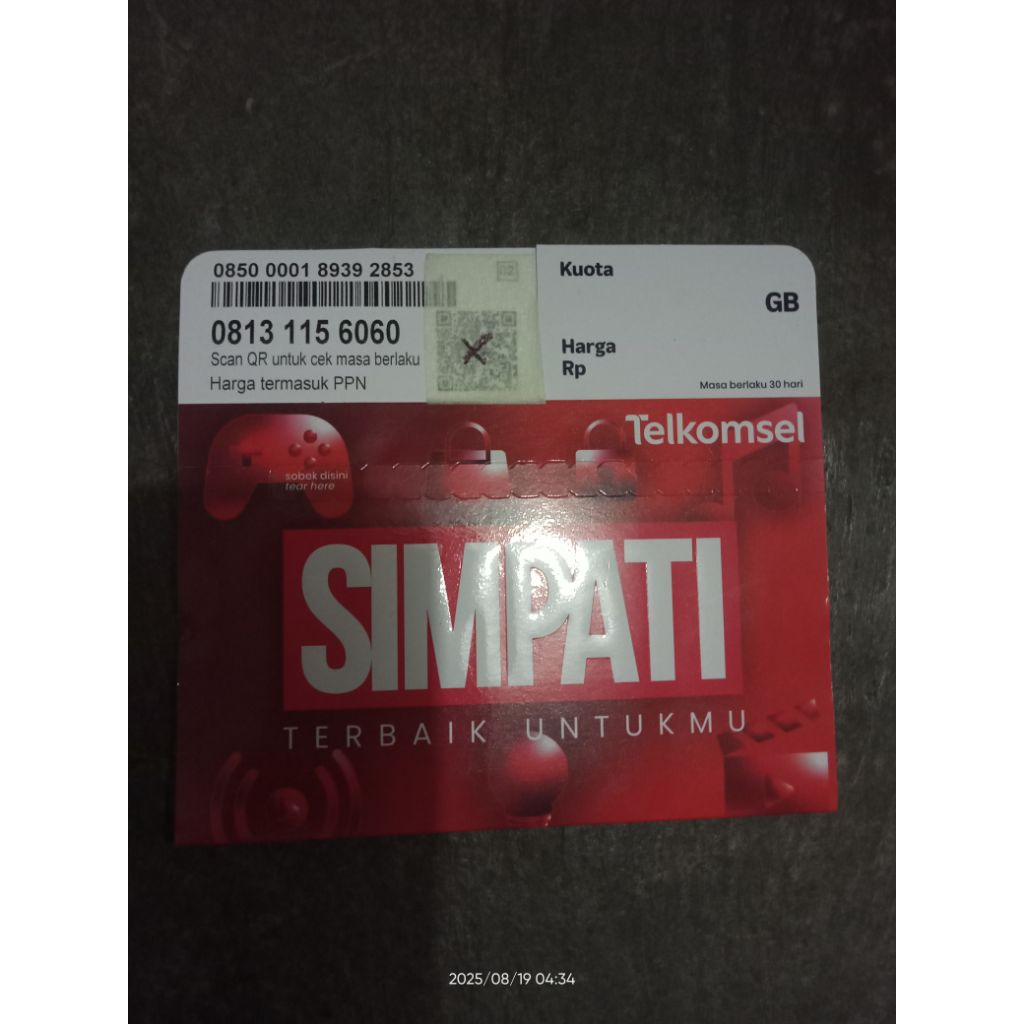 0850 0001 8939 2853
0813 115 6060
Scan QR untuk cek masa berlaku
Harga termasuk PPN
02
Kuota
GB
Harga
Rp
Masa berlaku 30 hari
Telkomsel
sobek disini
tear here
SIMPATI
TERBAIK UNTUKMU
2025/08/19 04:34